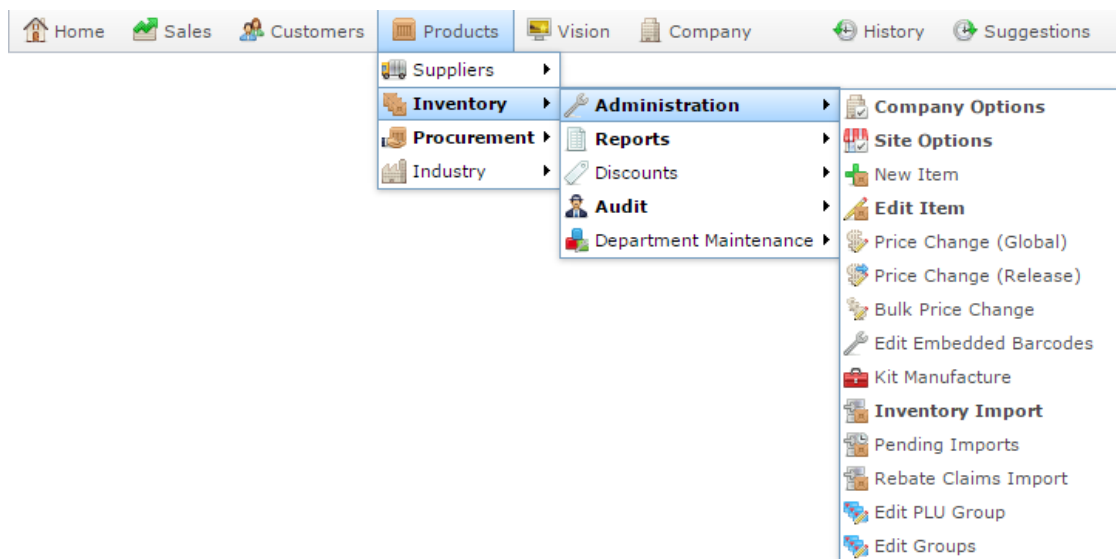 Home Sales Customers Products Vision Company History Suggestions
Suppliers
Inventory
Procurement
Industry
Administration
Reports
Discounts
Audit
Department Maintenance
Company Options
Site Options
New Item
Edit Item
Price Change (Global)
Price Change (Release)
Bulk Price Change
Edit Embedded Barcodes
Kit Manufacture
Inventory Import
Pending Imports
Rebate Claims Import
Edit PLU Group
Edit Groups